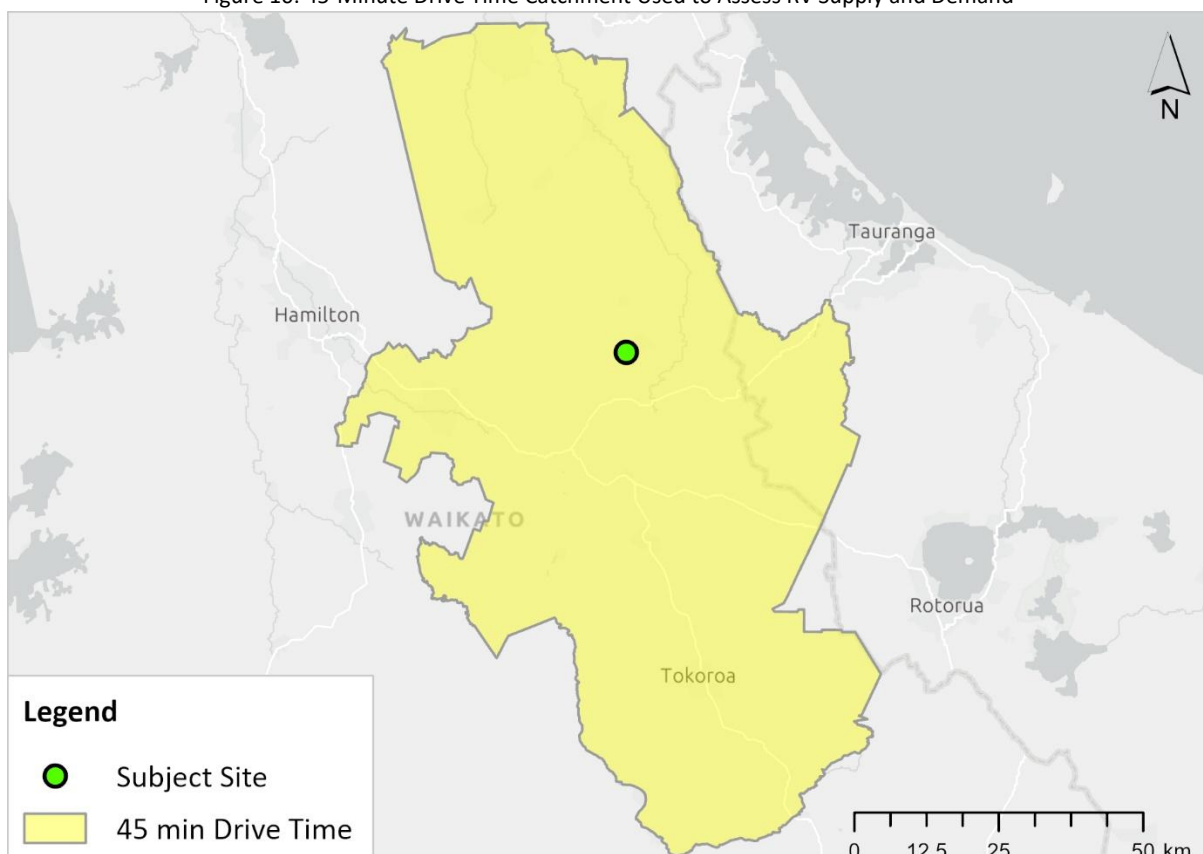 Figure 45-Minute Drive Time Catchment Used to Assess RV Supply and Demand
N
Tauranga
Hamilton
WAIKATO
Rotorua
Tokoroa
Legend
Subject Site
45 min Drive Time
0 12.5 25 50 km